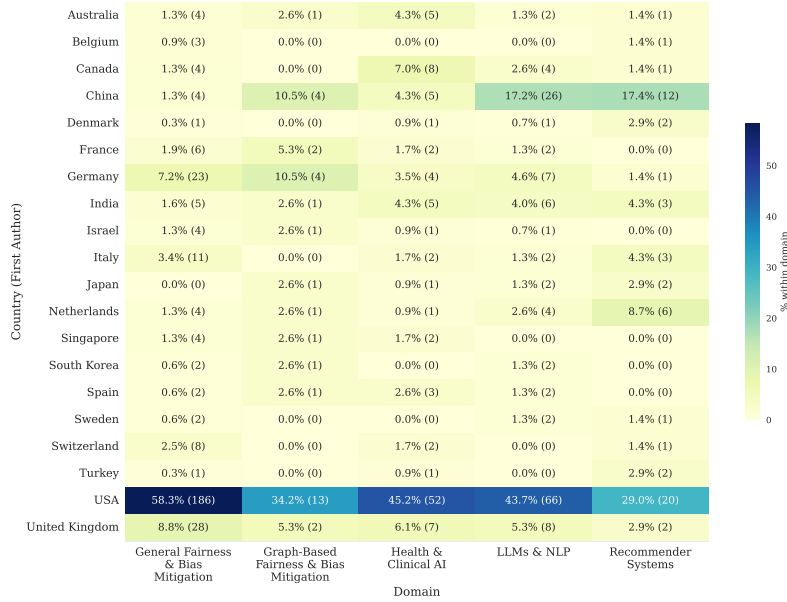 Australia 1.3% (4) 2.6% (1) 4.3% (5) 1.3% (2) 1.4% (1)
Belgium 0.9% (3) 0.0% (0) 0.0% (0) 0.0% (0) 1.4% (1)
Canada 1.3% (4) 0.0% (0) 7.0% (8) 2.6% (4) 1.4% (1)
China 1.3% (4) 10.5% (4) 4.3% (5) 17.2% (26) 17.4% (12)
Denmark 0.3% (1) 0.0% (0) 0.9% (1) 0.7% (1) 2.9% (2)
France 1.9% (6) 5.3% (2) 1.7% (2) 1.3% (2) 0.0% (0)
Germany 7.2% (23) 10.5% (4) 3.5% (4) 4.6% (7) 1.4% (1)
India 1.6% (5) 2.6% (1) 4.3% (5) 4.0% (6) 4.3% (3)
Israel 1.3% (4) 2.6% (1) 0.9% (1) 0.7% (1) 0.0% (0)
Italy 3.4% (11) 0.0% (0) 1.7% (2) 1.3% (2) 4.3% (3)
Japan 0.0% (0) 2.6% (1) 0.9% (1) 1.3% (2) 2.9% (2)
Netherlands 1.3% (4) 2.6% (1) 0.9% (1) 2.6% (4) 8.7% (6)
Singapore 1.3% (4) 2.6% (1) 1.7% (2) 0.0% (0) 0.0% (0)
South Korea 0.6% (2) 2.6% (1) 0.0% (0) 1.3% (2) 0.0% (0)
Spain 0.6% (2) 2.6% (1) 2.6% (3) 1.3% (2) 0.0% (0)
Sweden 0.6% (2) 0.0% (0) 0.0% (0) 1.3% (2) 1.4% (1)
Switzerland 2.5% (8) 0.0% (0) 1.7% (2) 0.0% (0) 1.4% (1)
Turkey 0.3% (1) 0.0% (0) 0.9% (1) 0.0% (0) 2.9% (2)
USA 58.3% (186) 34.2% (13) 45.2% (52) 43.7% (66) 29.0% (20)
United Kingdom 8.8% (28) 5.3% (2) 6.1% (7) 5.3% (8) 2.9% (2)
General Fairness
& Bias
Mitigation
Graph-Based
Fairness & Bias
Mitigation
Health &
Clinical AI
LLMs & NLP
Recommender
Systems
Domain
Country (First Author)
50
40
30
20
10
0
% within domain